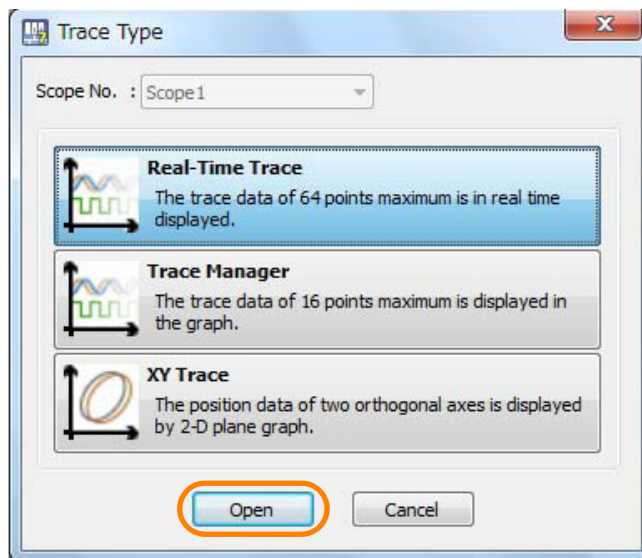 Trace Type
Scope No. : Scope1
Real-Time Trace
The trace data of 64 points maximum is in real time
displayed.
Trace Manager
The trace data of 16 points maximum is displayed in
the graph.
XY Trace
The position data of two orthogonal axes is displayed
by 2-D plane graph.
Open Cancel